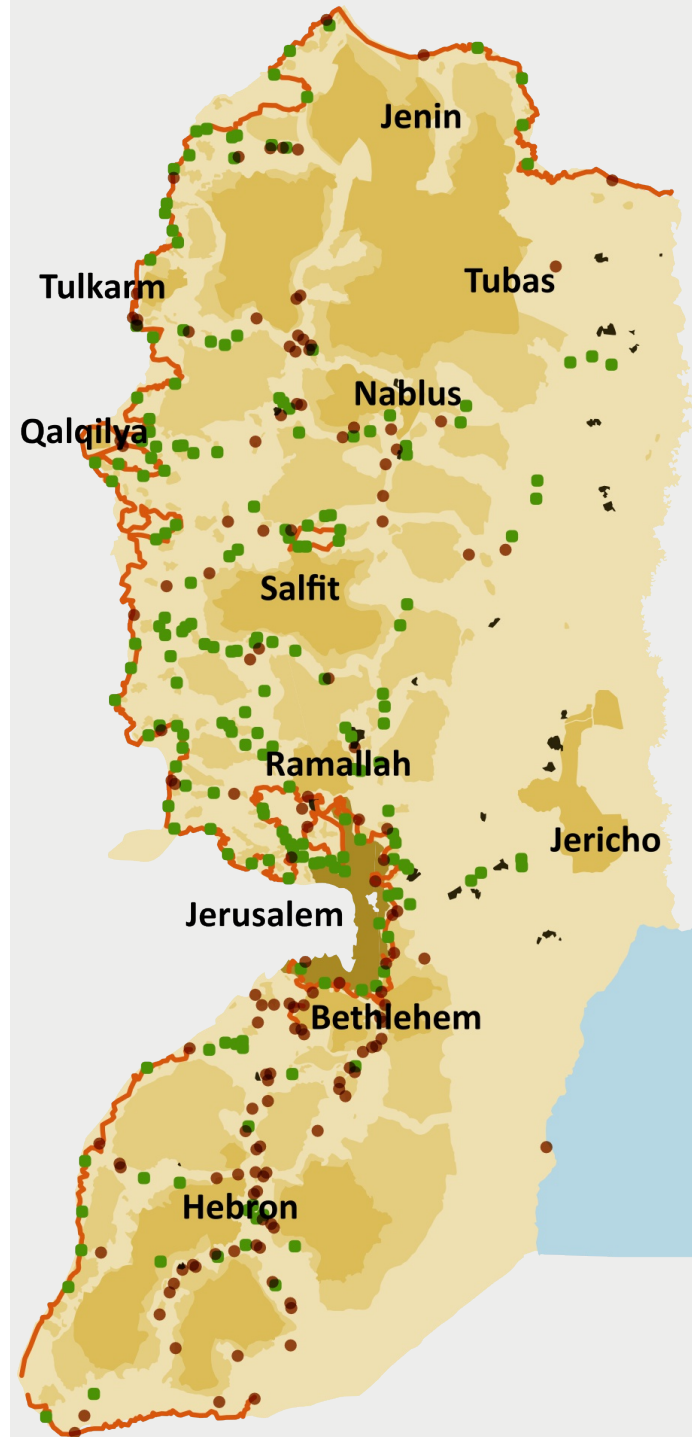 Jenin
Tubas
Tulkarm
Nablus
Qalqilya
Salfit
Ramallah
Jericho
Jerusalem
Bethlehem
Hebron